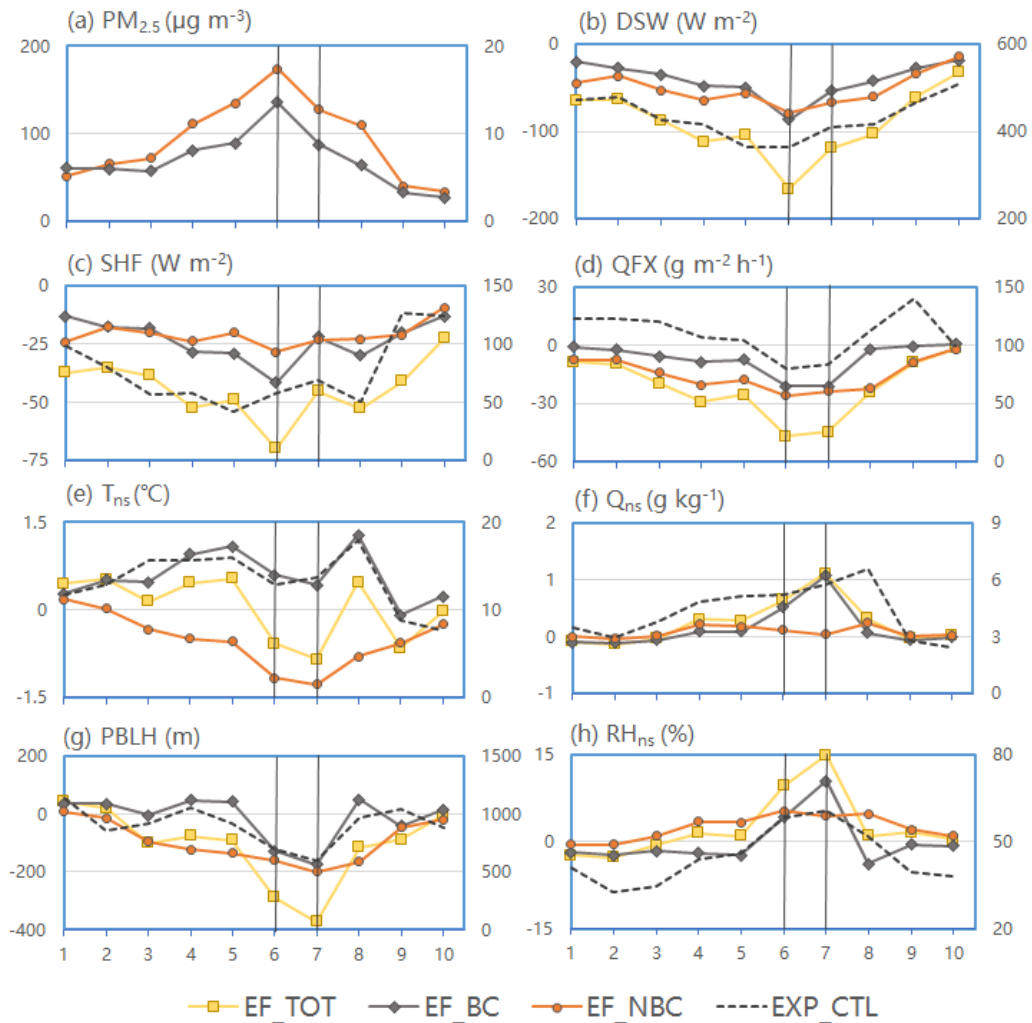 (a) PM2.5 (μg m-3)
(b) DSW (W m-2)
200 20 0 600
100 10 -100 400
0 0 -200 200
(c) SHF (W m-2)
(d) QFX (g m-2 h-1)
0 150 30 150
-25 100 0 100
-50 50 -30 50
-75 0 -60 0
(e) Tns (℃)
(f) Qns (g kg-1)
1.5 20 2 9
1 6
0 10 0 3
-1.5 0 -1 0
(g) PBLH (m)
(h) RHns (%)
200 1500 15 80
0 1000
-200 500 0 50
-400 0 -15 20
1 2 3 4 5 6 7 8 9 10 1 2 3 4 5 6 7 8 9 10
EF_TOT EF_BC EF_NBC EXP_CTL